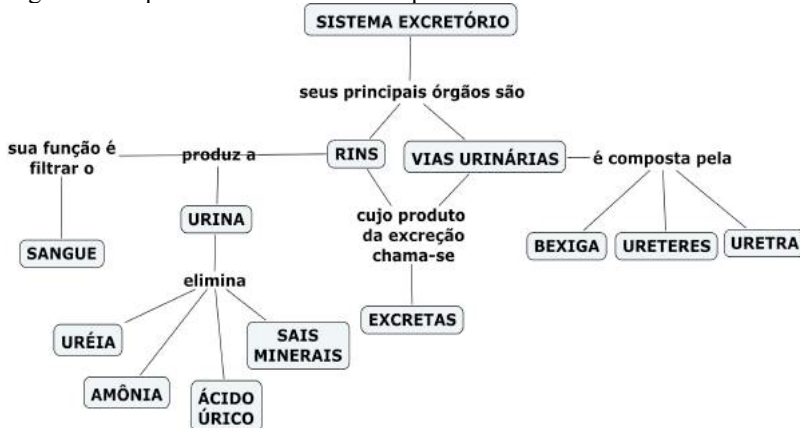 SISTEMA EXCRETÓRIO
seus principais órgãos são
sua função é
filtrar o
produz a
RINS
VIAS URINÁRIAS
é composta pela
URINA
cujo produto
da excreção
chama-se
SANGUE
BEXIGA
URETERES
URETRA
elimina
EXCRETAS
URÉIA
SAIS
MINERAIS
AMÔNIA
ÁCIDO
ÚRICO